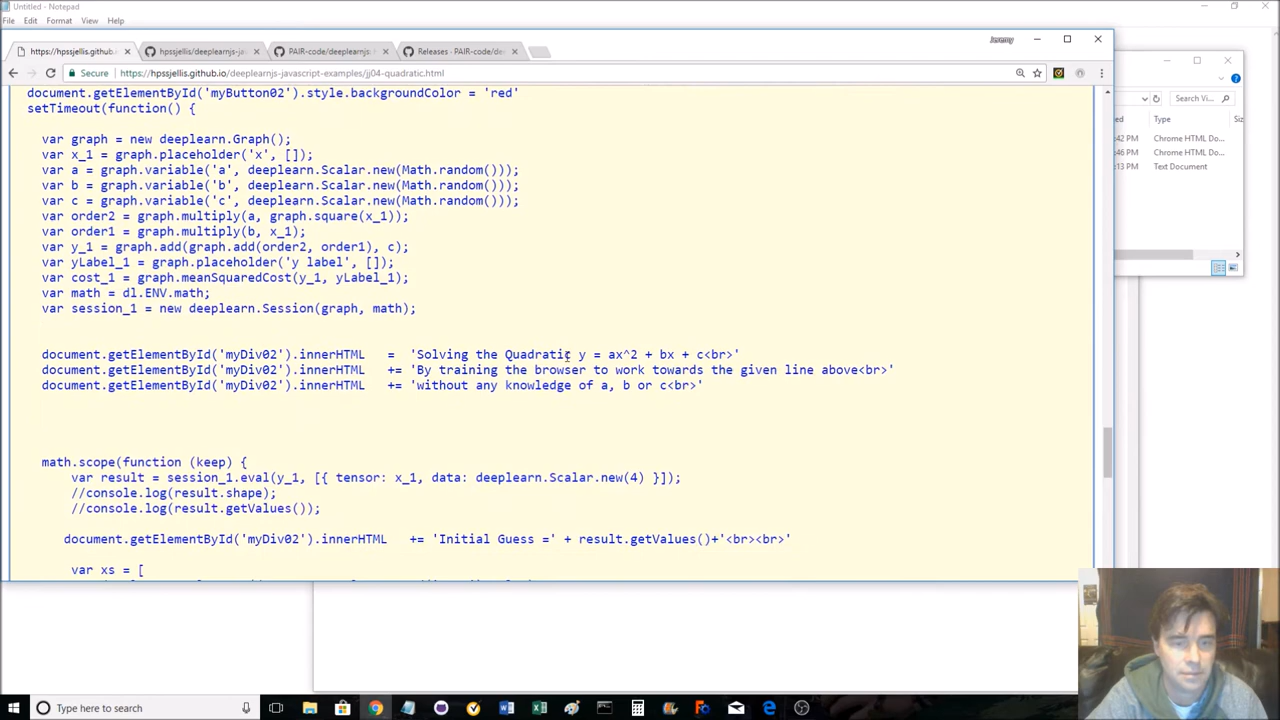 Untitled - Notepad
File Edit Format View Help
https://hpssjellis.github. hpssjellis/deeplearnjs-ja PAIR-code/deeplearnjs: h Releases · PAIR-code/de Jeremy
Secure https://hpssjellis.github.io/deeplearnjs-javascript-examples/jj04-quadratic.html
document.getElementById('myButton02').style.backgroundColor = 'red'
setTimeout(function() {
var graph = new deeplearn.Graph();
var x_1 = graph.placeholder('x', []);
var a = graph.variable('a', deeplearn.Scalar.new(Math.random()));
var b = graph.variable('b', deeplearn.Scalar.new(Math.random()));
var c = graph.variable('c', deeplearn.Scalar.new(Math.random()));
var order2 = graph.multiply(a, graph.square(x_1));
var order1 = graph.multiply(b, x_1);
var y_1 = graph.add(graph.add(order2, order1), c);
var yLabel_1 = graph.placeholder('y label', []);
var cost_1 = graph.meanSquaredCost(y_1, yLabel_1);
var math = dl.ENV.math;
var session_1 = new deeplearn.Session(graph, math);
document.getElementById('myDiv02').innerHTML = 'Solving the Quadratic y = ax^2 + bx + c<br>'
document.getElementById('myDiv02').innerHTML += 'By training the browser to work towards the given line above<br>'
document.getElementById('myDiv02').innerHTML += 'without any knowledge of a, b or c<br>'
math.scope(function (keep) {
var result = session_1.eval(y_1, [{ tensor: x_1, data: deeplearn.Scalar.new(4) }]);
//console.log(result.shape);
//console.log(result.getValues());
document.getElementById('myDiv02').innerHTML += 'Initial Guess =' + result.getValues()+'<br><br>'
var xs = [
Search Vi...
Type Siz
:42 PM Chrome HTML Do...
:46 PM Chrome HTML Do...
:13 PM Text Document
Type here to search